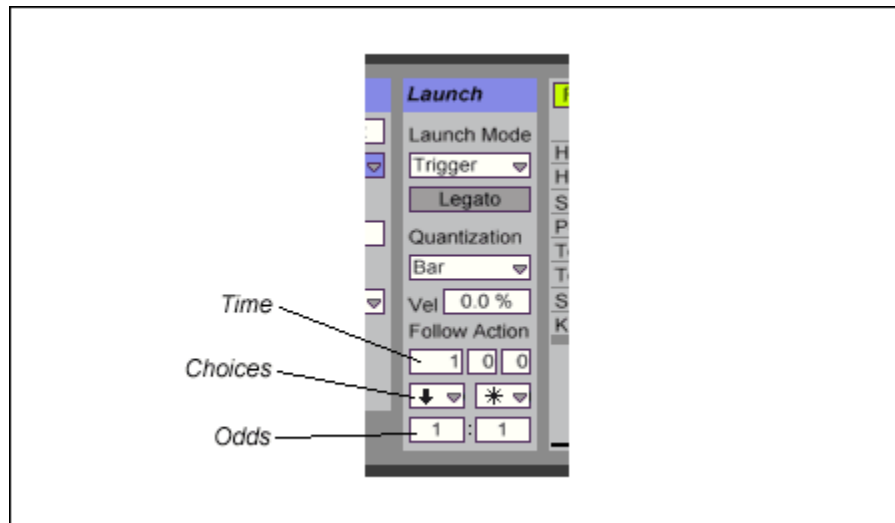 Launch
Launch Mode
Trigger
Legato
Quantization
Bar
Vel 0.0 %
Follow Action
1 0 0
1 : 1
Time
Choices
Odds
H
H
S
P
T
T
S
K